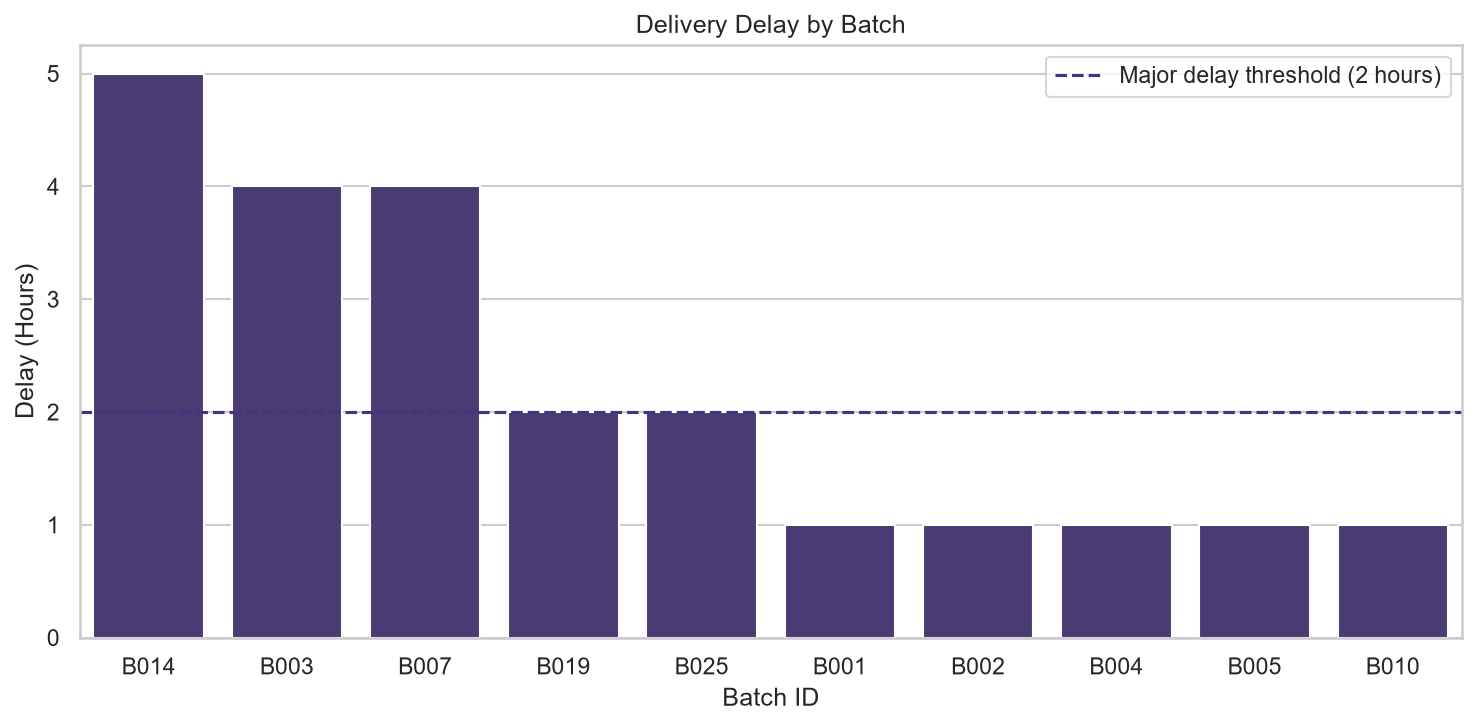 Delivery Delay by Batch
Major delay threshold (2 hours)
Delay (Hours)
5
4
3
2
1
0
B014 B003 B007 B019 B025 B001 B002 B004 B005 B010
Batch ID